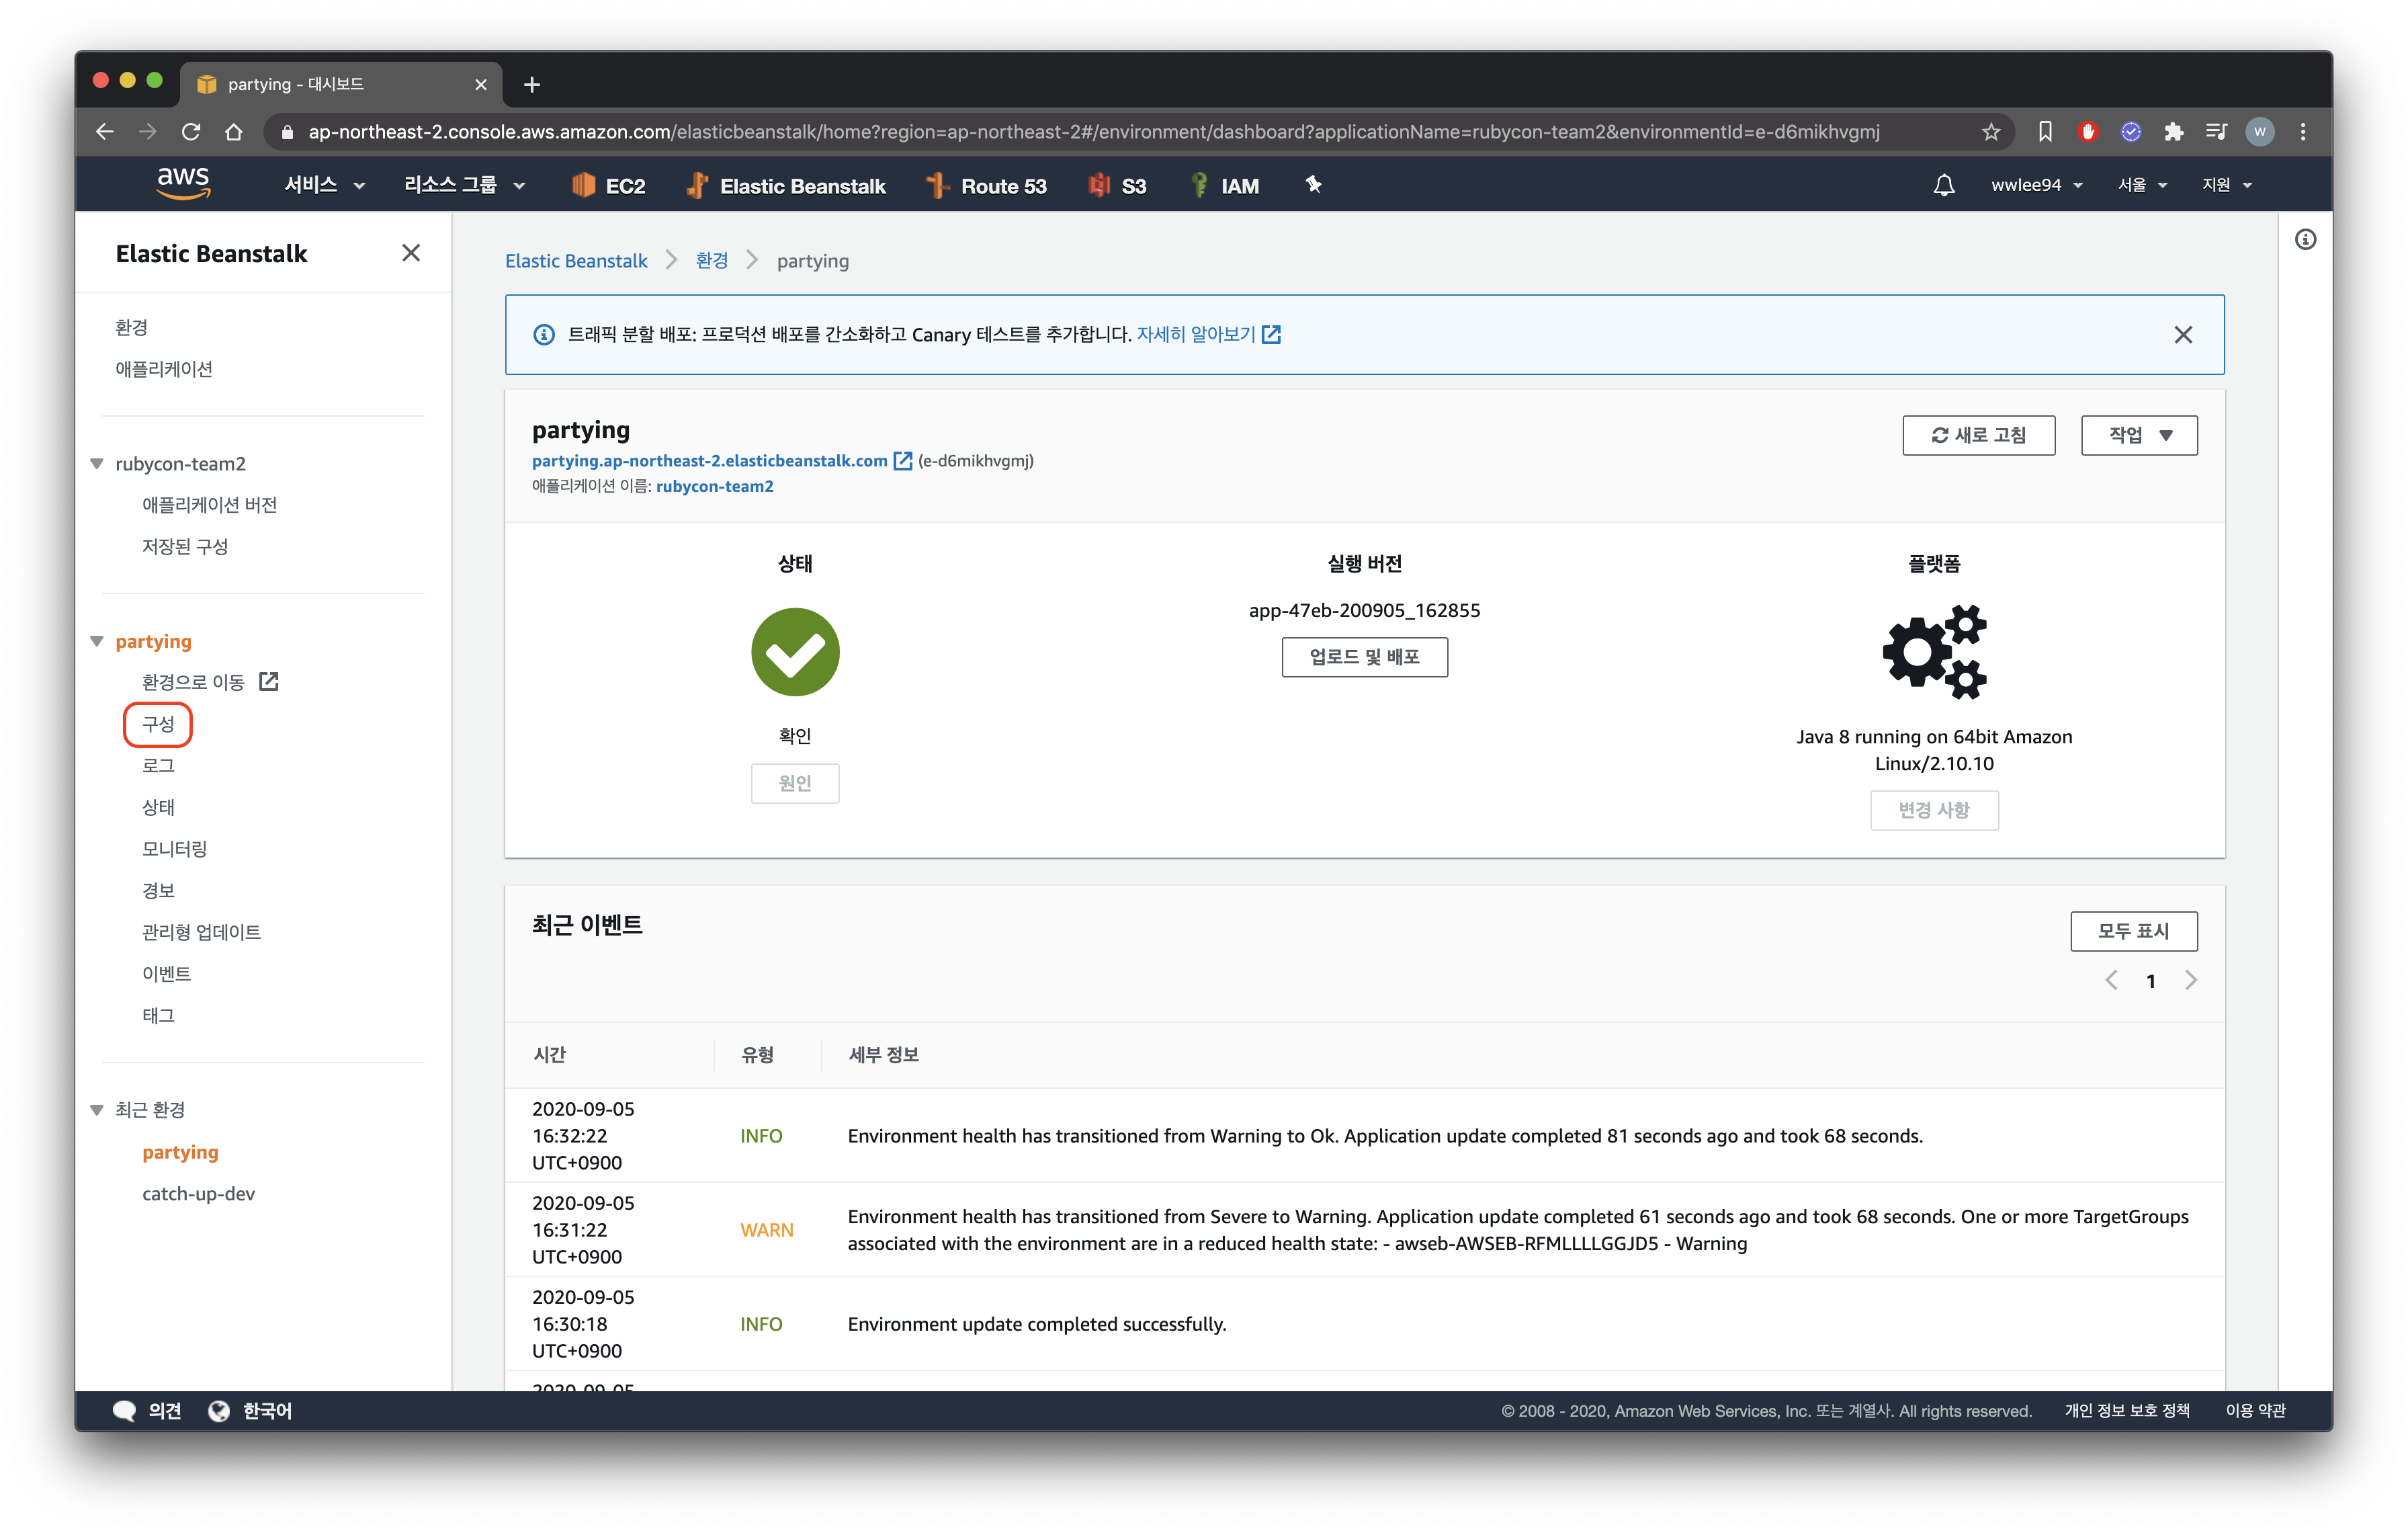 partying - 대시보드
ap-northeast-2.console.aws.amazon.com/elasticbeanstalk/home?region=ap-northeast-2#/environment/dashboard?applicationName=rubycon-team2&environmentId=e-d6mikhvgmj
W
aws 서비스 리소스 그룹 EC2 Elastic Beanstalk Route 53 S3 IAM wwlee94 서울 지원
Elastic Beanstalk
환경
애플리케이션
rubycon-team2
애플리케이션 버전
저장된 구성
partying
환경으로 이동
구성
로그
상태
모니터링
경보
관리형 업데이트
이벤트
태그
최근 환경
partying
catch-up-dev
Elastic Beanstalk 환경 partying
트래픽 분할 배포: 프로덕션 배포를 간소화하고 Canary 테스트를 추가합니다. 자세히 알아보기
partying
partying.ap-northeast-2.elasticbeanstalk.com (e-d6mikhvgmj)
애플리케이션 이름: rubycon-team2
새로 고침
작업
상태
확인
원인
실행 버전
app-47eb-200905_162855
업로드 및 배포
플랫폼
Java 8 running on 64bit Amazon
Linux/2.10.10
변경 사항
최근 이벤트
모두 표시
1
시간 유형 세부 정보
2020-09-05
16:32:22
UTC+0900
INFO
Environment health has transitioned from Warning to Ok. Application update completed 81 seconds ago and took 68 seconds.
2020-09-05
16:31:22
UTC+0900
WARN
Environment health has transitioned from Severe to Warning. Application update completed 61 seconds ago and took 68 seconds. One or more TargetGroups
associated with the environment are in a reduced health state: - awseb-AWSEB-RFMLLLLGGJD5 - Warning
2020-09-05
16:30:18
UTC+0900
INFO
Environment update completed successfully.
2020-09-05
의견 한국어
© 2008 - 2020, Amazon Web Services, Inc. 또는 계열사. All rights reserved. 개인 정보 보호 정책 이용 약관